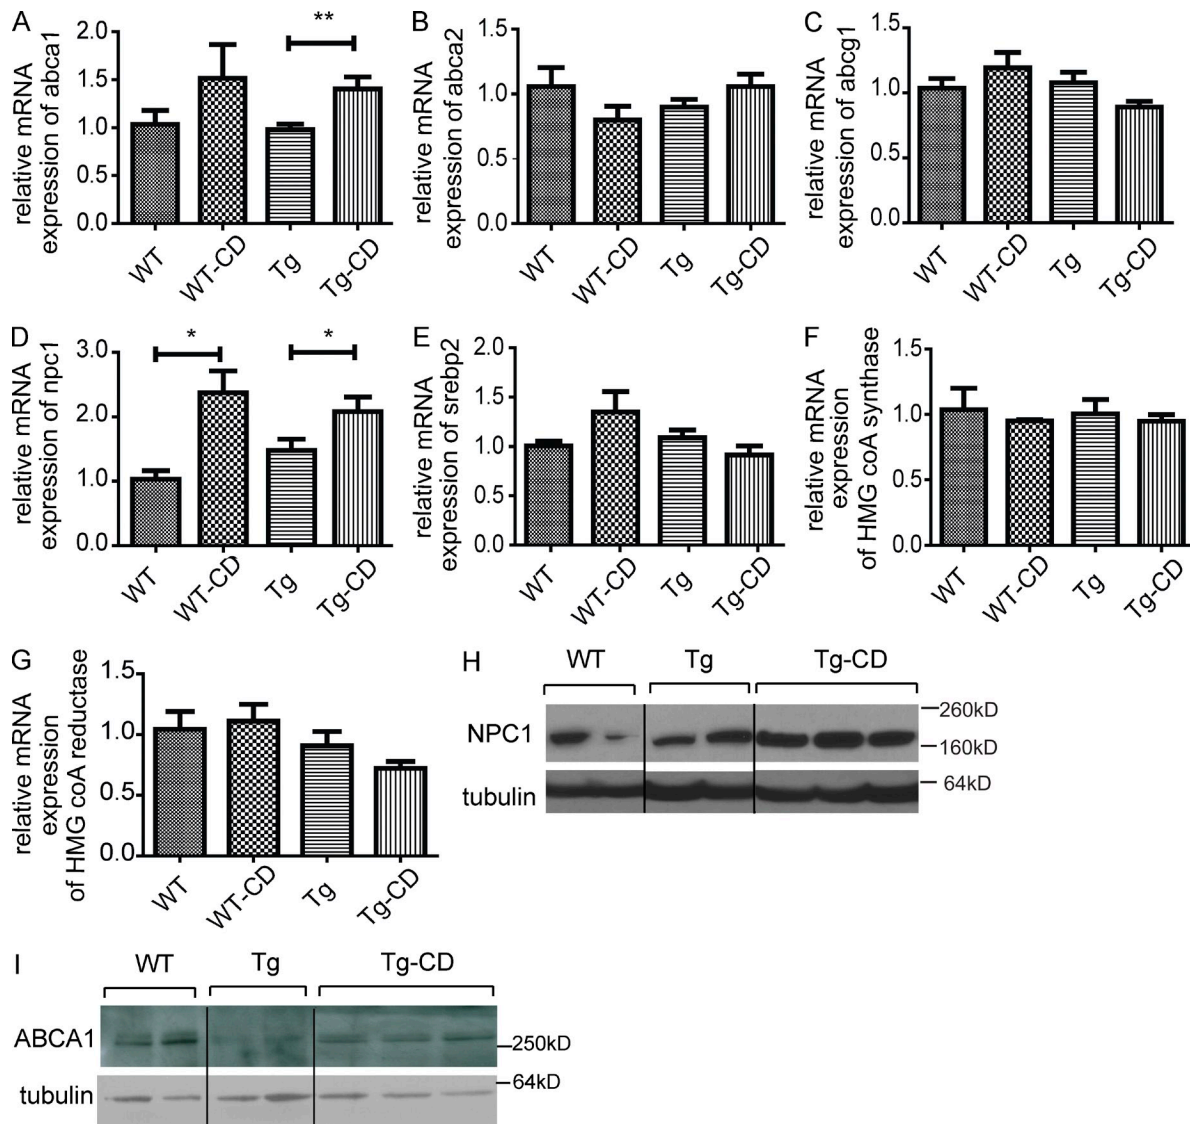 A
relative mRNA
expression of abca1
2.0
1.5
1.0
0.5
0.0
**
WT
WT-CD
Tg
Tg-CD
B
relative mRNA
expression of abca2
1.5
1.0
0.5
0.0
WT
WT-CD
Tg
Tg-CD
C
relative mRNA
expression of abcg1
1.5
1.0
0.5
0.0
WT
WT-CD
Tg
Tg-CD
D
relative mRNA
expression of npc1
3.0
2.0
1.0
0.0
*
*
WT
WT-CD
Tg
Tg-CD
E
relative mRNA
expression of srebp2
2.0
1.5
1.0
0.5
0.0
WT
WT-CD
Tg
Tg-CD
F
relative mRNA
expression
of HMG coA synthase
1.5
1.0
0.5
0.0
WT
WT-CD
Tg
Tg-CD
G
relative mRNA
expression
of HMG coA reductase
1.5
1.0
0.5
0.0
WT
WT-CD
Tg
Tg-CD
H
WT Tg Tg-CD
NPC1
260kD
160kD
tubulin
64kD
I
WT Tg Tg-CD
ABCA1
250kD
tubulin
64kD